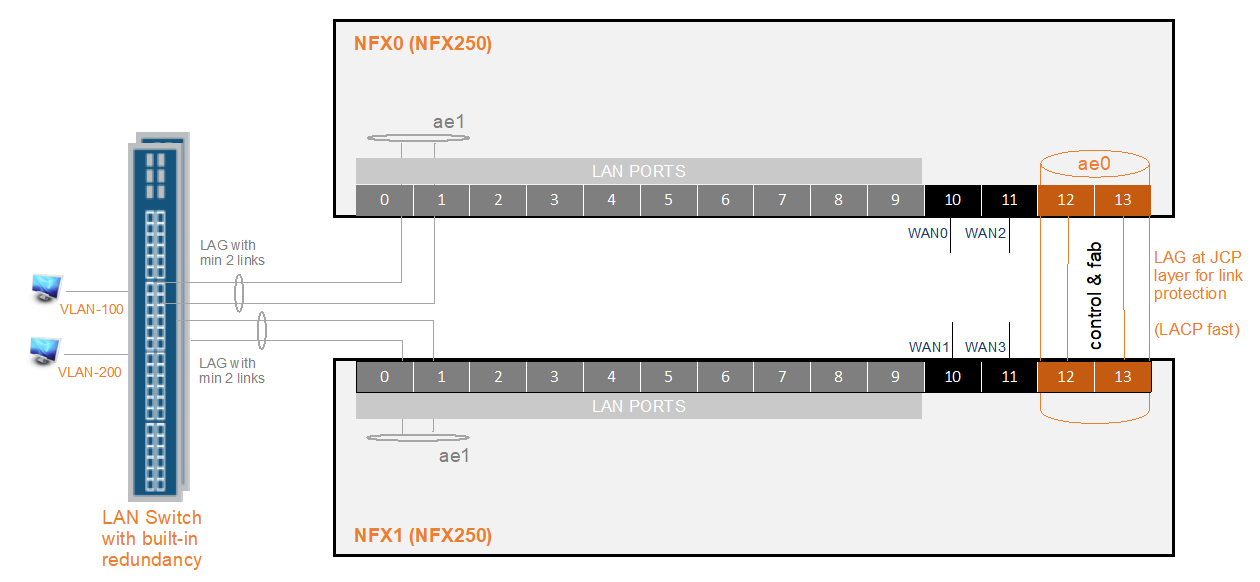 NFX0 (NFX250)
ae1
LAN PORTS
ae0
0 1 2 3 4 5 6 7 8 9 10 11 12 13
WAN0 WAN2
LAG with
min 2 links
control & fab
LAG at JCP
layer for link
protection
(LACP fast)
VLAN-100
VLAN-200
LAG with
min 2 links
WAN1 WAN3
0 1 2 3 4 5 6 7 8 9 10 11 12 13
LAN PORTS
ae1
LAN Switch
with built-in
redundancy
NFX1 (NFX250)